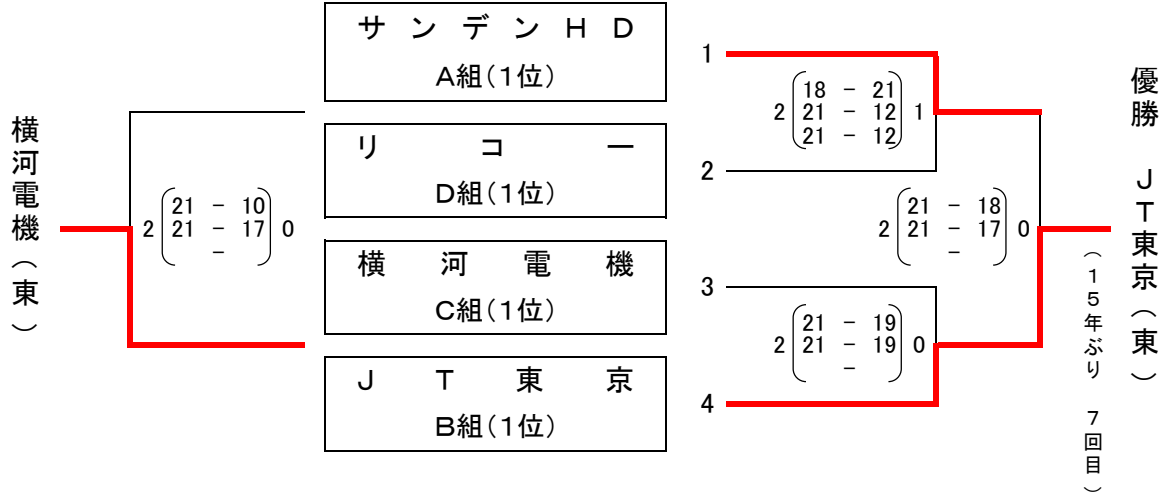 横河電機（東）
2 21 － 10 0
21 － 17
－
サンデンＨＤ
Ａ組（１位）
リコー
Ｄ組（１位）
横河電機
Ｃ組（１位）
ＪＴ東京
Ｂ組（１位）
1
2
3
4
18 － 21
2 21 － 12 1
21 － 12
21 － 18
2 21 － 17 0
－
21 － 19
2 21 － 19 0
－
優勝　ＪＴ東京（東）
（１５年ぶり　７回目）